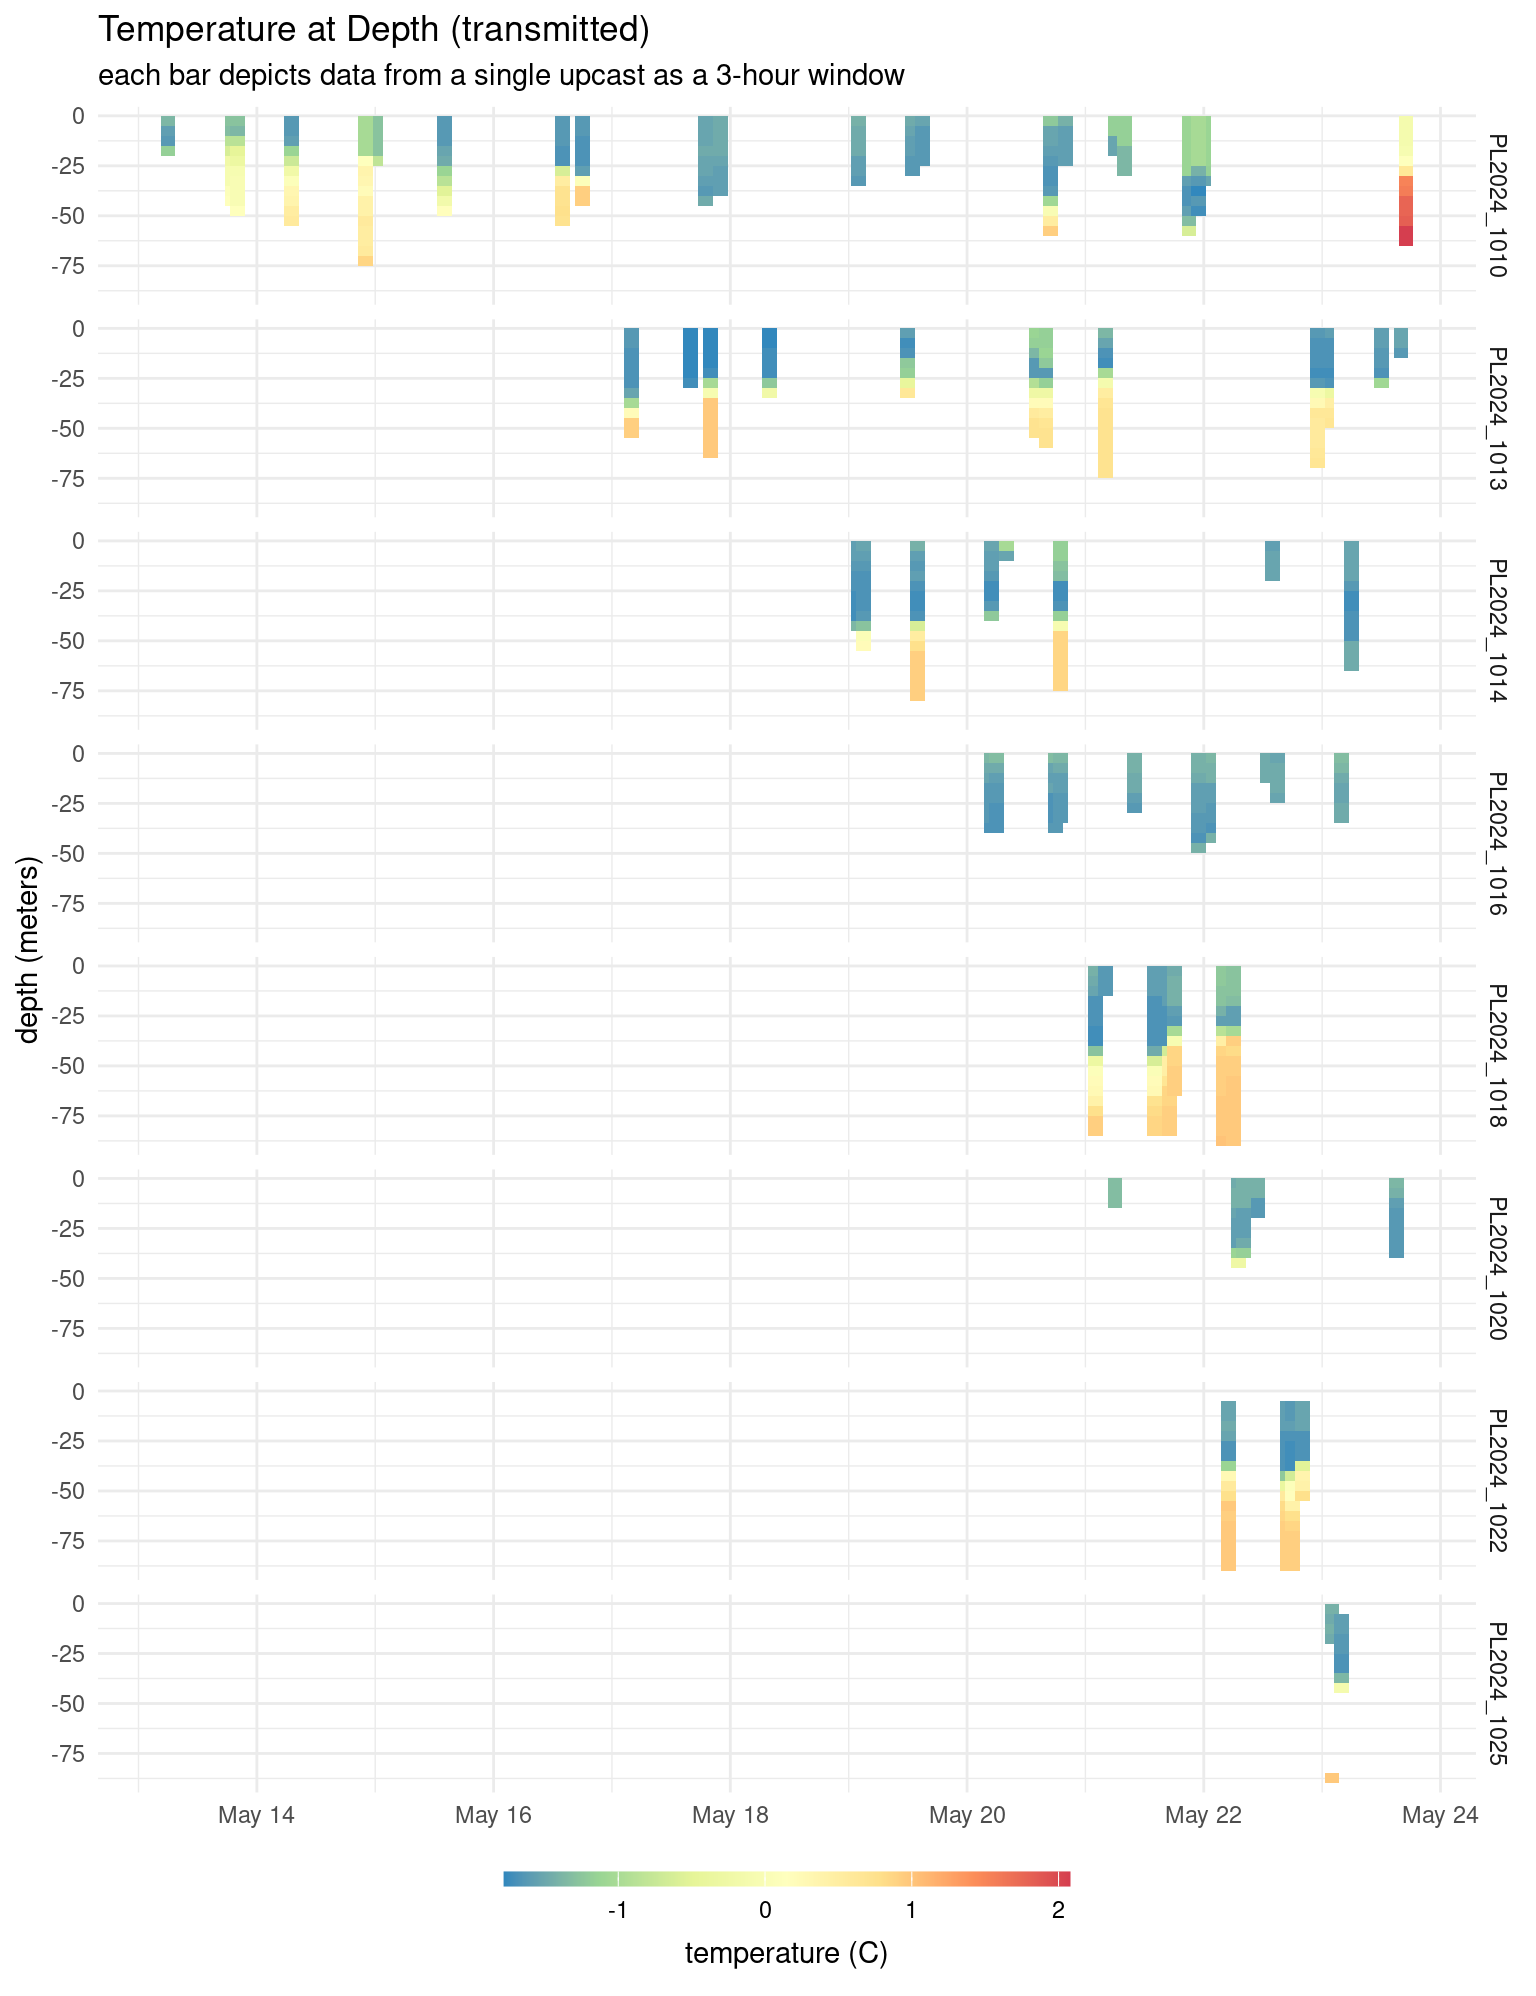 Temperature at Depth (transmitted)
each bar depicts data from a single upcast as a 3-hour window
depth (meters)
0
-25
-50
-75
PL2024_1010
0
-25
-50
-75
PL2024_1013
0
-25
-50
-75
PL2024_1014
0
-25
-50
-75
PL2024_1016
0
-25
-50
-75
PL2024_1018
0
-25
-50
-75
PL2024_1020
0
-25
-50
-75
PL2024_1022
0
-25
-50
-75
PL2024_1025
May 14 May 16 May 18 May 20 May 22 May 24
-1 0 1 2
temperature (C)